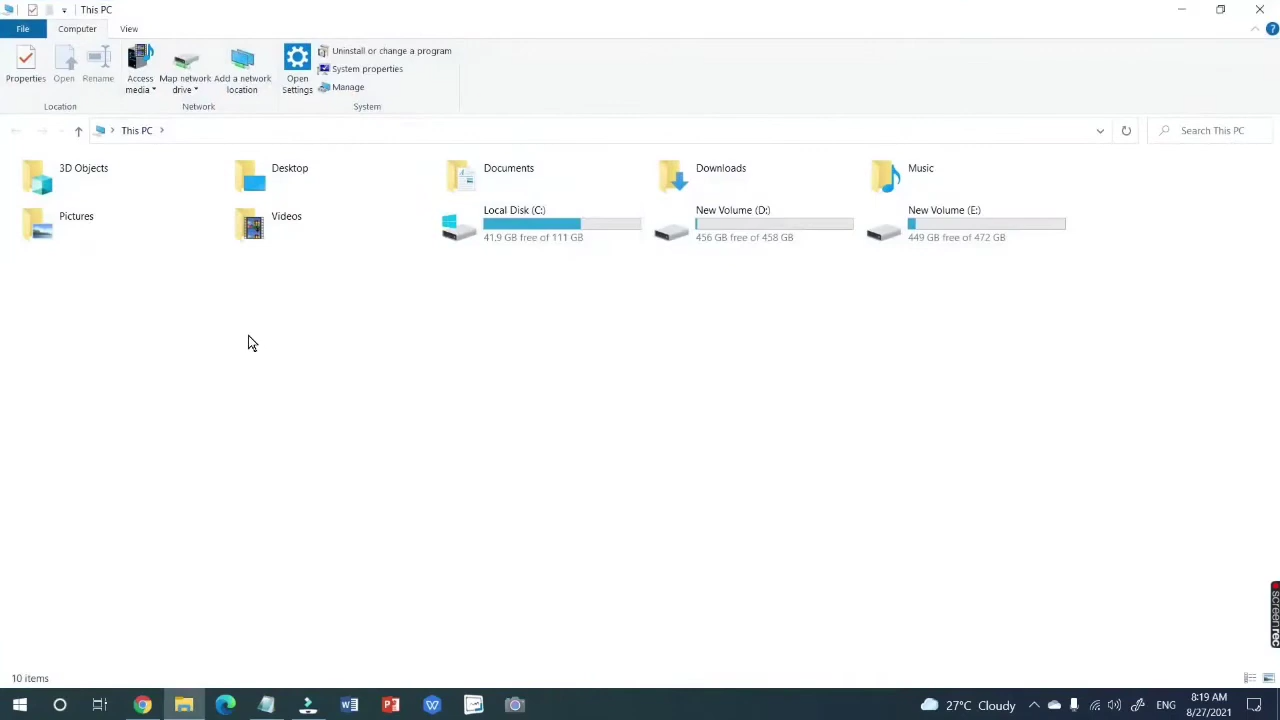 This PC
File Computer View
Properties Open Rename Access media Map network drive Add a network location Open Settings Uninstall or change a program
System properties
Manage
Location Network System
This PC
Search This PC
3D Objects Desktop Documents Downloads Music
Pictures Videos Local Disk (C:) New Volume (D:) New Volume (E:)
41.9 GB free of 111 GB 456 GB free of 458 GB 449 GB free of 472 GB
screenrec
10 items
27°C Cloudy ENG 8:19 AM
8/27/2021